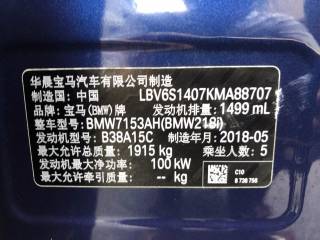 华晨宝马汽车有限公司制造
制造国：中国 LBV6S1407KMA88707
品牌：宝马(BMW)牌 发动机排量：1499 mL
整车型号：BMW7153AH(BMW218i)
发动机型号：B38A15C 制造年月：2018-05
最大允许总质量：1915 kg 乘坐人数：5
发动机最大净功率：100 kW
最大允许牵引质量：-- kg
C10
8 738 756